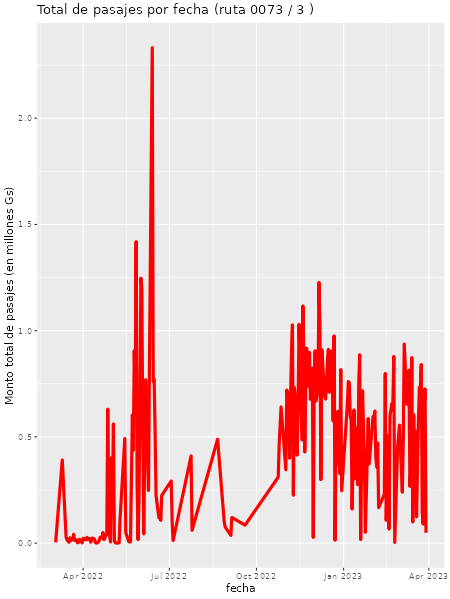 Total de pasajes por fecha (ruta 0073 / 3 )
Monto total de pasajes (en millones Gs)
2.0
1.5
1.0
0.5
0.0
Apr 2022
Jul 2022
Oct 2022
Jan 2023
Apr 2023
fecha